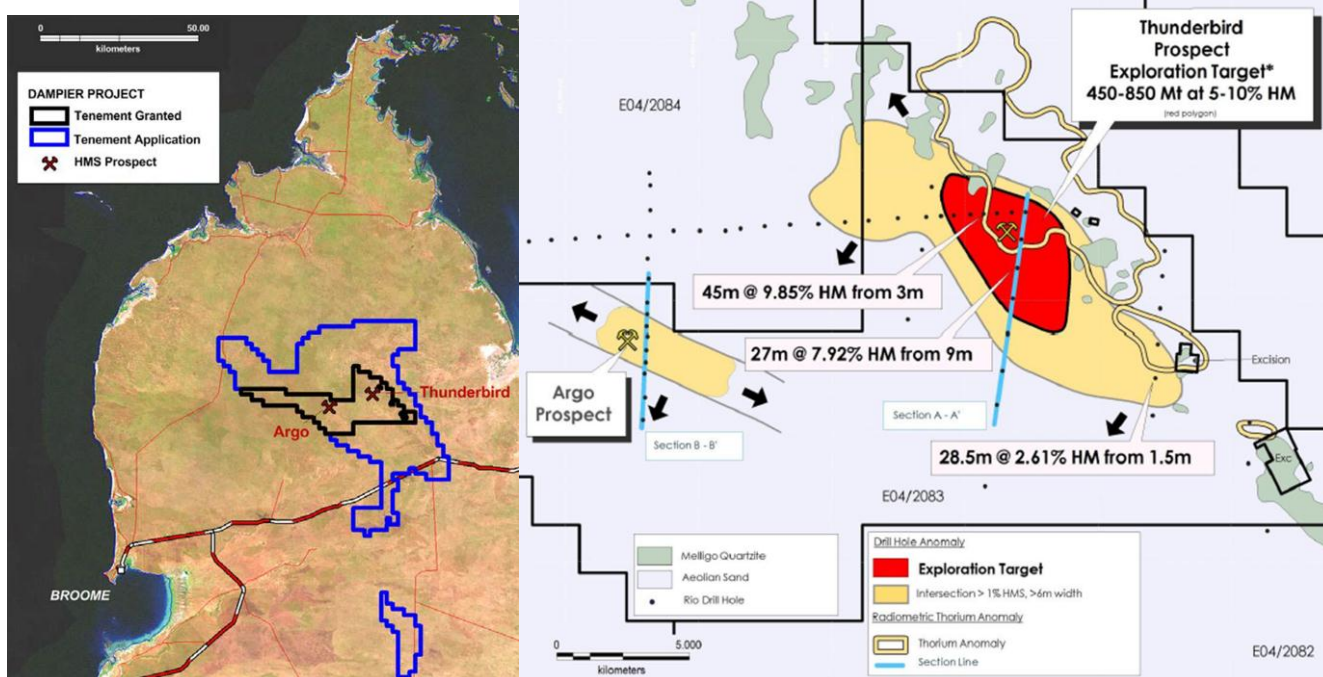 0 50.00
kilometers
DAMPIER PROJECT
Tenement Granted
Tenement Application
HMS Prospect
Thunderbird
Argo
BROOME
E04/2084
Thunderbird
Prospect
Exploration Target*
450-850 Mt at 5-10% HM
(red polygon)
45m @ 9.85% HM from 3m
27m @ 7.92% HM from 9m
Argo
Prospect
Section B - B'
Section A - A'
Excision
28.5m @ 2.61% HM from 1.5m
Exc
E04/2083
Melligo Quartzite
Aeolian Sand
Rio Drill Hole
0 5.000
kilometers
Drill Hole Anomaly
Exploration Target
Intersection > 1% HMS, >6m width
Radiometric Thorium Anomaly
Thorium Anomaly
Section Line
E04/2082